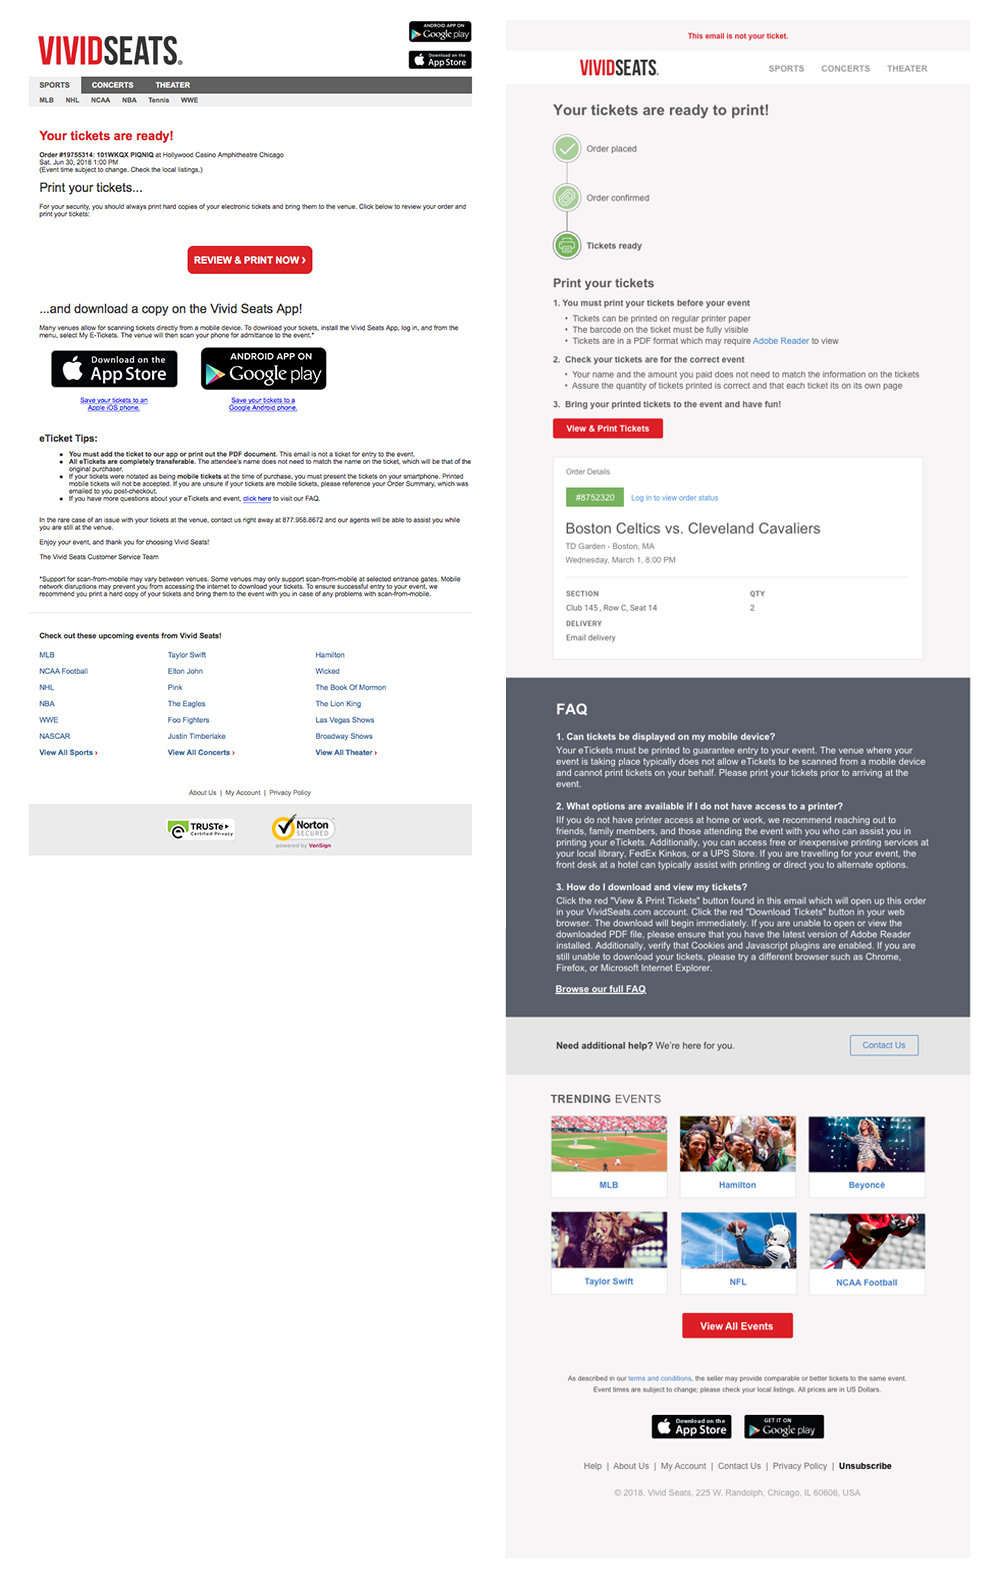 VIVIDSEATS®
ANDROID APP ON
Google play
Download on the
App Store
SPORTS CONCERTS THEATER
MLB NHL NCAA NBA Tennis WWE
Your tickets are ready!
Order #19755314: 101WKQX PIQNIQ at Hollywood Casino Amphitheatre Chicago
Sat. Jun 30, 2018 1:00 PM
(Event time subject to change. Check the local listings.)
Print your tickets...
For your security, you should always print hard copies of your electronic tickets and bring them to the venue. Click below to review your order and
print your tickets:
REVIEW & PRINT NOW ›
...and download a copy on the Vivid Seats App!
Many venues allow for scanning tickets directly from a mobile device. To download your tickets, install the Vivid Seats App, log in, and from the
menu, select My E-Tickets. The venue will then scan your phone for admittance to the event.*
Download on the
App Store
ANDROID APP ON
Google play
Save your tickets to an
Apple iOS phone.
Save your tickets to a
Google Android phone.
eTicket Tips:
• You must add the ticket to our app or print out the PDF document. This email is not a ticket for entry to the event.
• All eTickets are completely transferable. The attendee's name does not need to match the name on the ticket, which will be that of the
original purchaser.
• If your tickets were notated as being mobile tickets at the time of purchase, you must present the tickets on your smartphone. Printed
mobile tickets will not be accepted. If you are unsure if your tickets are mobile tickets, please reference your Order Summary, which was
emailed to you post-checkout.
• If you have more questions about your eTickets and event, click here to visit our FAQ.
In the rare case of an issue with your tickets at the venue, contact us right away at 877.958.8672 and our agents will be able to assist you while
you are still at the venue.
Enjoy your event, and thank you for choosing Vivid Seats!
The Vivid Seats Customer Service Team
*Support for scan-from-mobile may vary between venues. Some venues may only support scan-from-mobile at selected entrance gates. Mobile
network disruptions may prevent you from accessing the internet to download your tickets. To ensure successful entry to your event, we
recommend you print a hard copy of your tickets and bring them to the event with you in case of any problems with scan-from-mobile.
Check out these upcoming events from Vivid Seats!
MLB Taylor Swift Hamilton
NCAA Football Elton John Wicked
NHL Pink The Book Of Mormon
NBA The Eagles The Lion King
WWE Foo Fighters Las Vegas Shows
NASCAR Justin Timberlake Broadway Shows
View All Sports › View All Concerts › View All Theater ›
About Us | My Account | Privacy Policy
TRUSTe
Certified Privacy
Norton
SECURED
powered by VeriSign
This email is not your ticket.
VIVIDSEATS®
SPORTS CONCERTS THEATER
Your tickets are ready to print!
Order placed
Order confirmed
Tickets ready
Print your tickets
1. You must print your tickets before your event
• Tickets can be printed on regular printer paper
• The barcode on the ticket must be fully visible
• Tickets are in a PDF format which may require Adobe Reader to view
2. Check your tickets are for the correct event
• Your name and the amount you paid does not need to match the information on the tickets
• Assure the quantity of tickets printed is correct and that each ticket its on its own page
3. Bring your printed tickets to the event and have fun!
View & Print Tickets
Order Details
#8752320 Log in to view order status
Boston Celtics vs. Cleveland Cavaliers
TD Garden - Boston, MA
Wednesday, March 1, 8:00 PM
SECTION QTY
Club 145 , Row C, Seat 14 2
DELIVERY
Email delivery
FAQ
1. Can tickets be displayed on my mobile device?
Your eTickets must be printed to guarantee entry to your event. The venue where your
event is taking place typically does not allow eTickets to be scanned from a mobile device
and cannot print tickets on your behalf. Please print your tickets prior to arriving at the
event.
2. What options are available if I do not have access to a printer?
If you do not have printer access at home or work, we recommend reaching out to
friends, family members, and those attending the event with you who can assist you in
printing your eTickets. Additionally, you can access free or inexpensive printing services at
your local library, FedEx Kinkos, or a UPS Store. If you are travelling for your event, the
front desk at a hotel can typically assist with printing or direct you to alternate options.
3. How do I download and view my tickets?
Click the red "View & Print Tickets" button found in this email which will open up this order
in your VividSeats.com account. Click the red "Download Tickets" button in your web
browser. The download will begin immediately. If you are unable to open or view the
downloaded PDF file, please ensure that you have the latest version of Adobe Reader
installed. Additionally, verify that Cookies and Javascript plugins are enabled. If you are
still unable to download your tickets, please try a different browser such as Chrome,
Firefox, or Microsoft Internet Explorer.
Browse our full FAQ
Need additional help? We're here for you.
Contact Us
TRENDING EVENTS
MLB Hamilton Beyoncé
Taylor Swift NFL NCAA Football
View All Events
As described in our terms and conditions, the seller may provide comparable or better tickets to the same event.
Event times are subject to change; please check your local listings. All prices are in US Dollars.
Download on the
App Store
GET IT ON
Google play
Help | About Us | My Account | Contact Us | Privacy Policy | Unsubscribe
© 2018. Vivid Seats, 225 W. Randolph, Chicago, IL 60606, USA